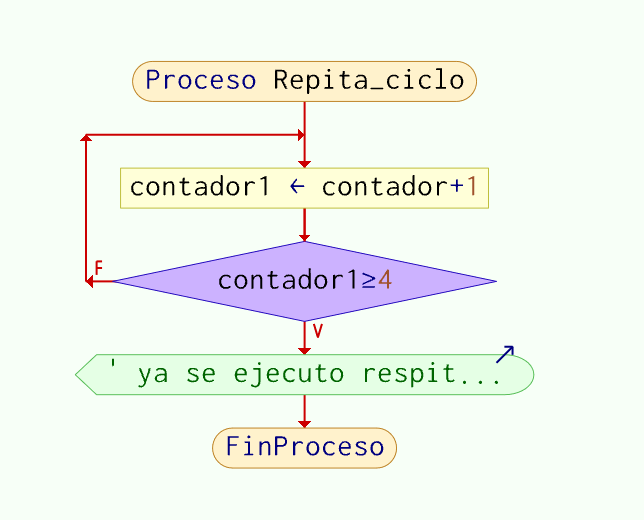 Proceso Repita_ciclo
contador1 ← contador+1
contador1≥4
F
V
' ya se ejecuto respit...
FinProceso